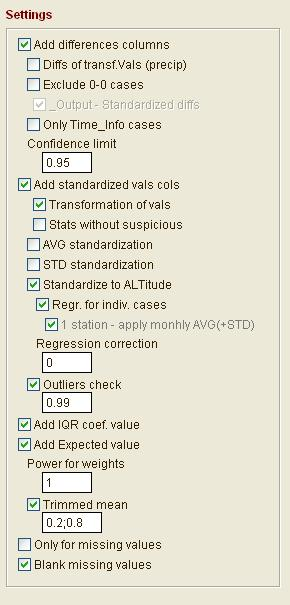 Settings
Add differences columns
Diffs of transf.Vals (precip)
Exclude 0-0 cases
_Output - Standardized diffs
Only Time_Info cases
Confidence limit
0.95
Add standardized vals cols
Transformation of vals
Stats without suspicious
AVG standardization
STD standardization
Standardize to ALTitude
Regr. for indiv. cases
1 station - apply monhly AVG(+STD)
Regression correction
0
Outliers check
0.99
Add IQR coef. value
Add Expected value
Power for weights
1
Trimmed mean
0.2;0.8
Only for missing values
Blank missing values